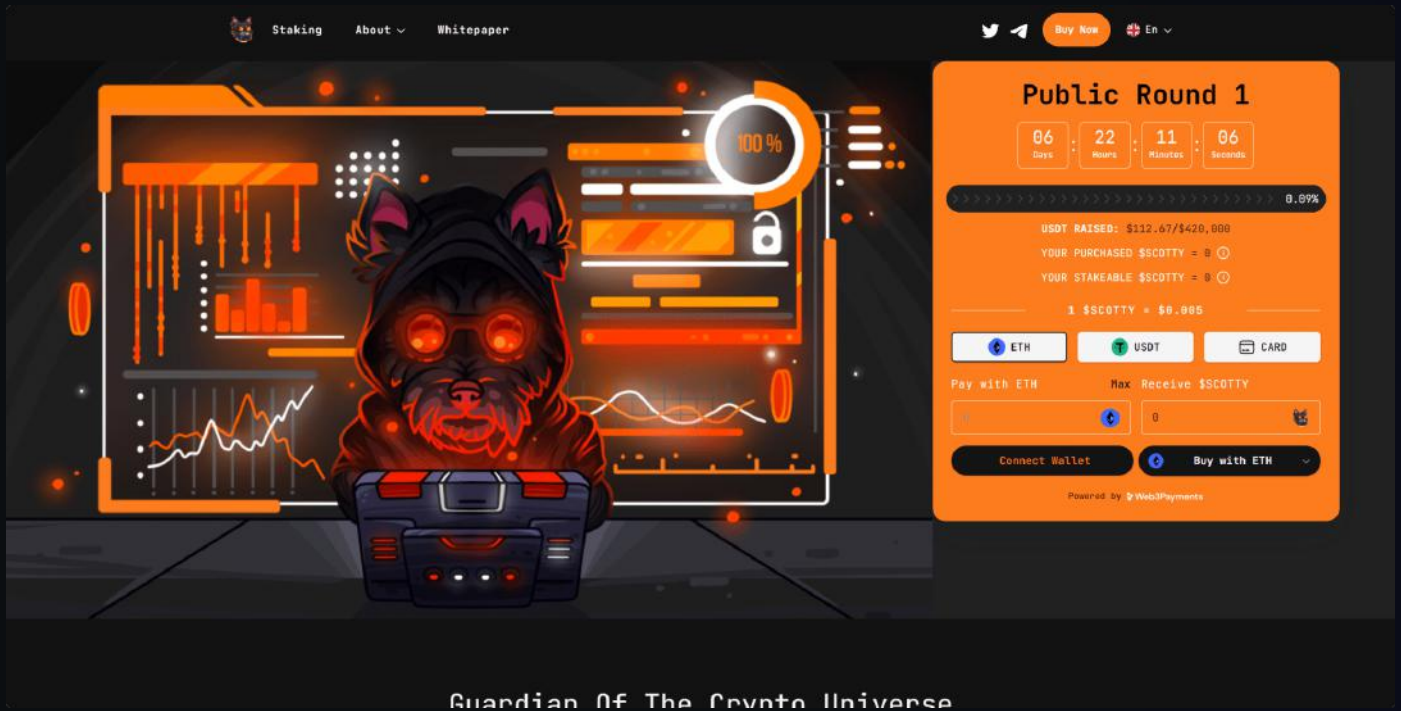 Staking About Whitepaper Buy Now En
100 %
Public Round 1
06 : 22 : 11 : 06
Days Hours Minutes Seconds
0.09%
USDT RAISED: $112.67/$420,000
YOUR PURCHASED $SCOTTY = 0
YOUR STAKEABLE $SCOTTY = 0
1 $SCOTTY = $0.005
ETH USDT CARD
Pay with ETH Max Receive $SCOTTY
0 0
Connect Wallet Buy with ETH
Powered by Web3Payments
Guardian Of The Crypto Universe